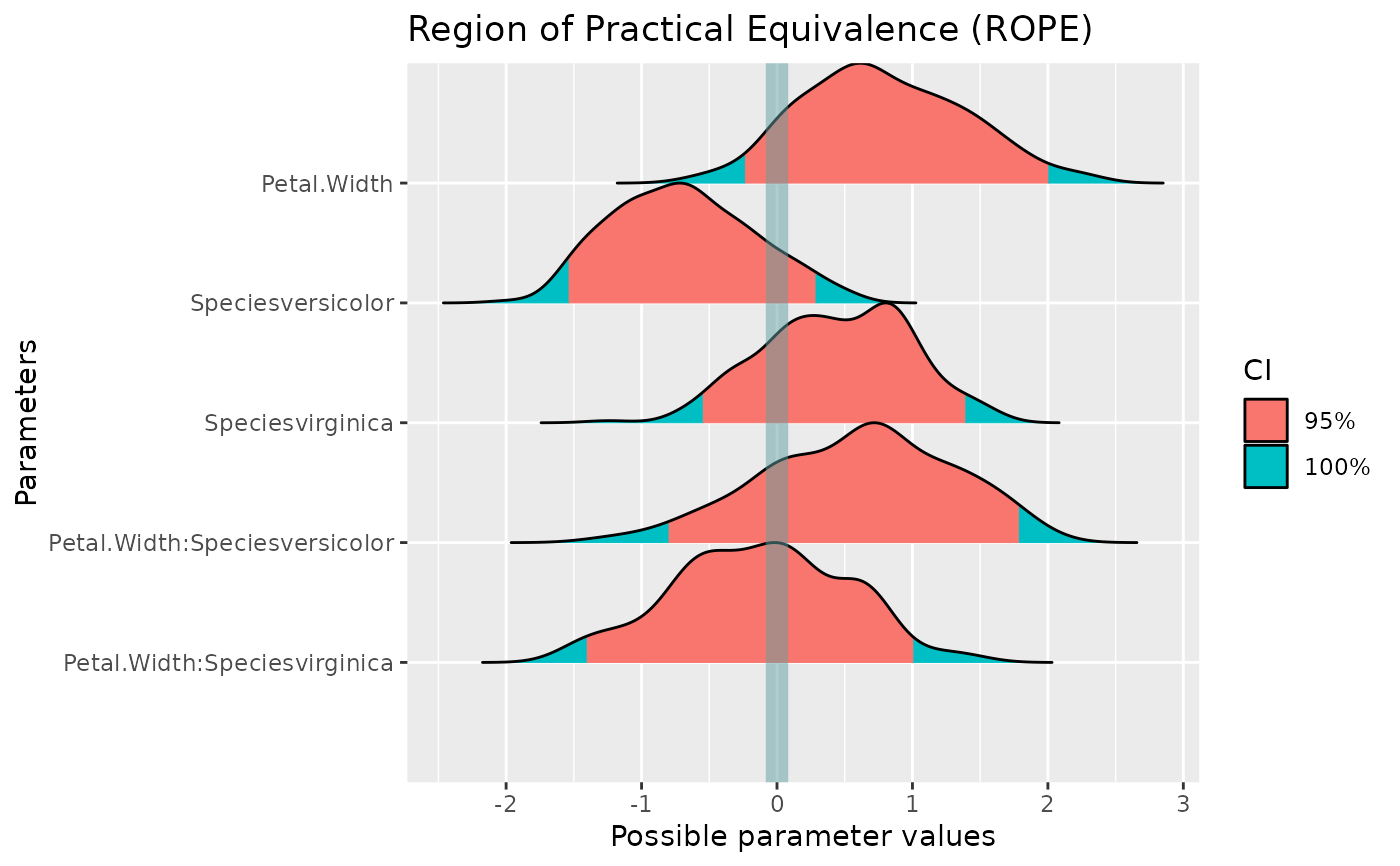 Region of Practical Equivalence (ROPE)
Parameters
Petal.Width
Speciesversicolor
Speciesvirginica
Petal.Width:Speciesversicolor
Petal.Width:Speciesvirginica
-2 -1 0 1 2 3
Possible parameter values
CI
95%
100%